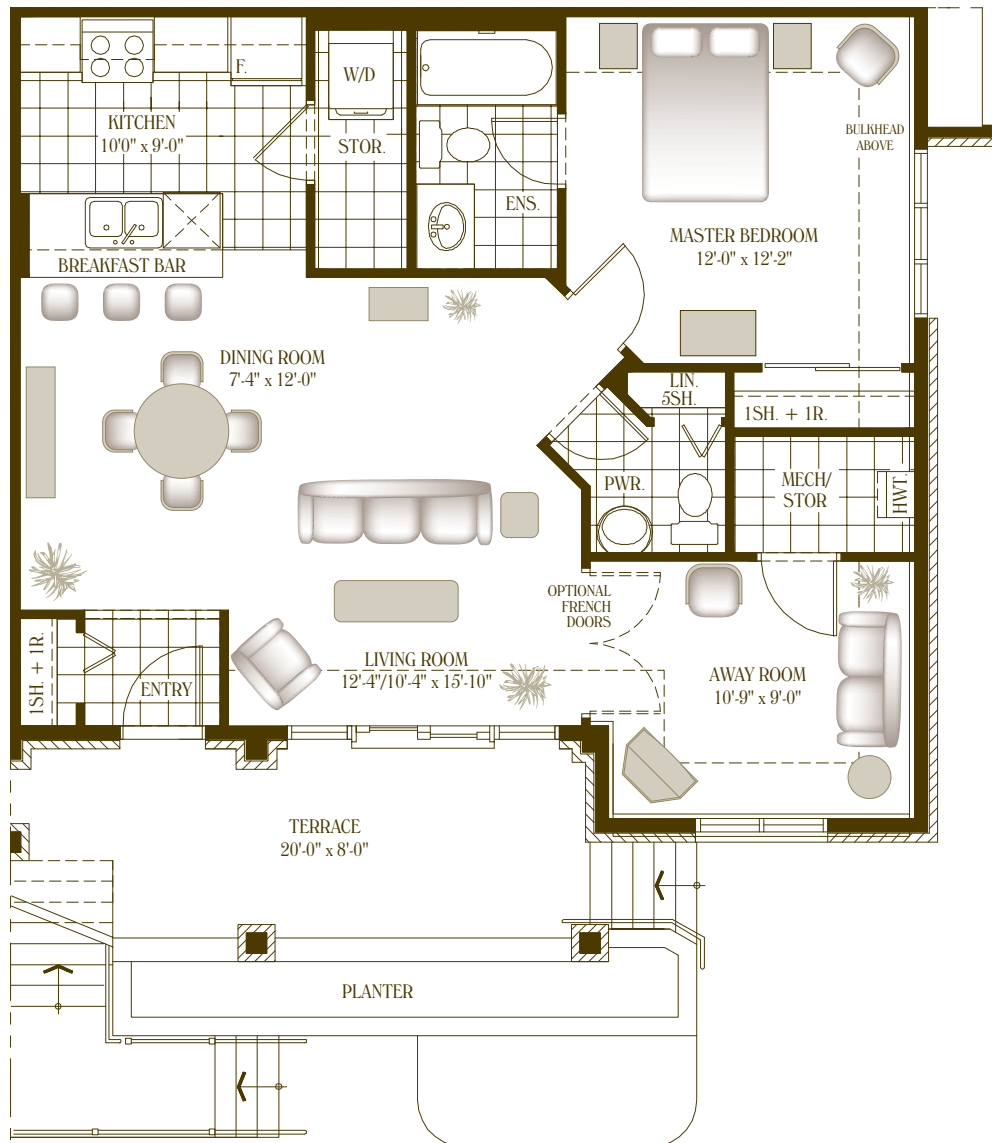 F.
W/D
KITCHEN
10'0" x 9'-0"
STOR.
BULKHEAD
ABOVE
ENS.
MASTER BEDROOM
12'-0" x 12'-2"
BREAKFAST BAR
DINING ROOM
7'-4" x 12'-0"
LIN.
5SH.
1SH. + 1R.
PWR.
MECH/
STOR
HWT.
OPTIONAL
FRENCH
DOORS
1SH. + 1R.
ENTRY
LIVING ROOM
12'-4"/10'-4" x 15'-10"
AWAY ROOM
10'-9" x 9'-0"
TERRACE
20'-0" x 8'-0"
PLANTER